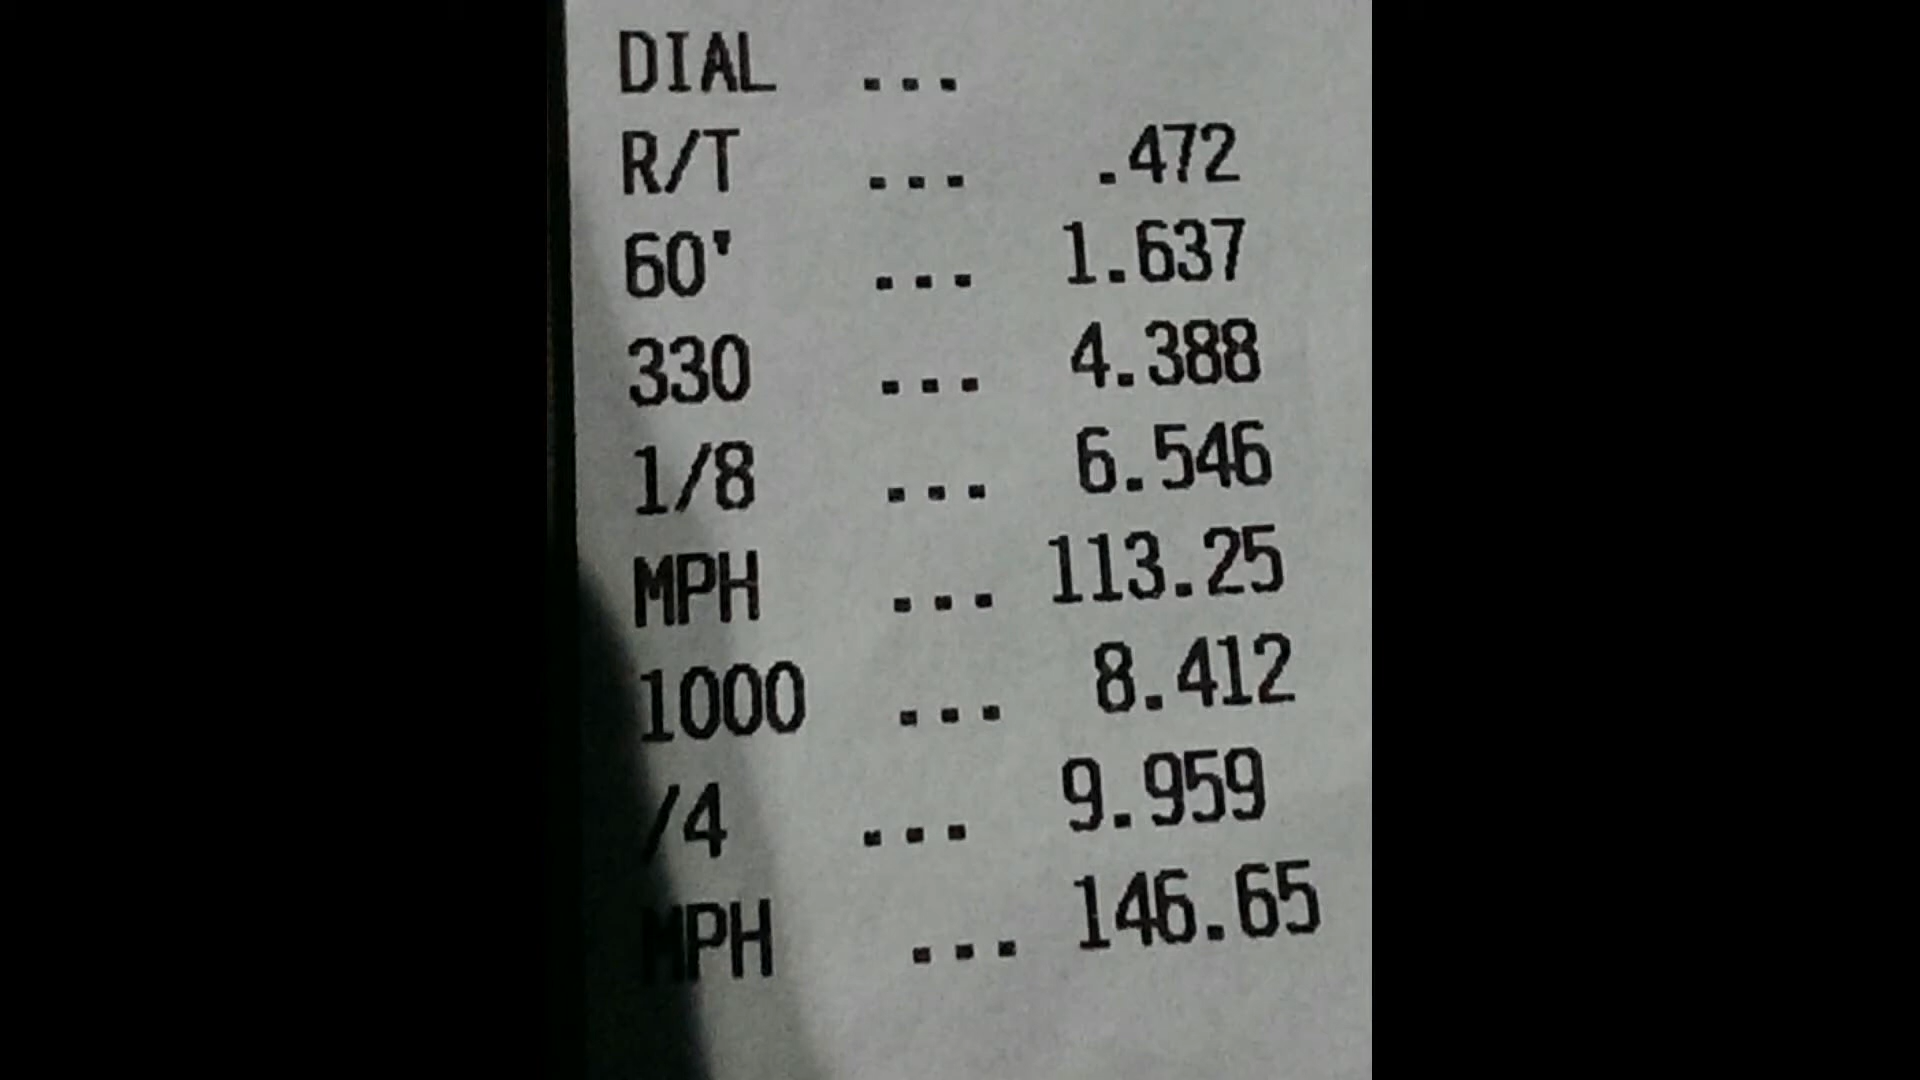 DIAL ...
R/T ... .472
60' ... 1.637
330 ... 4.388
1/8 ... 6.546
MPH ... 113.25
1000 ... 8.412
/4 ... 9.959
MPH ... 146.65